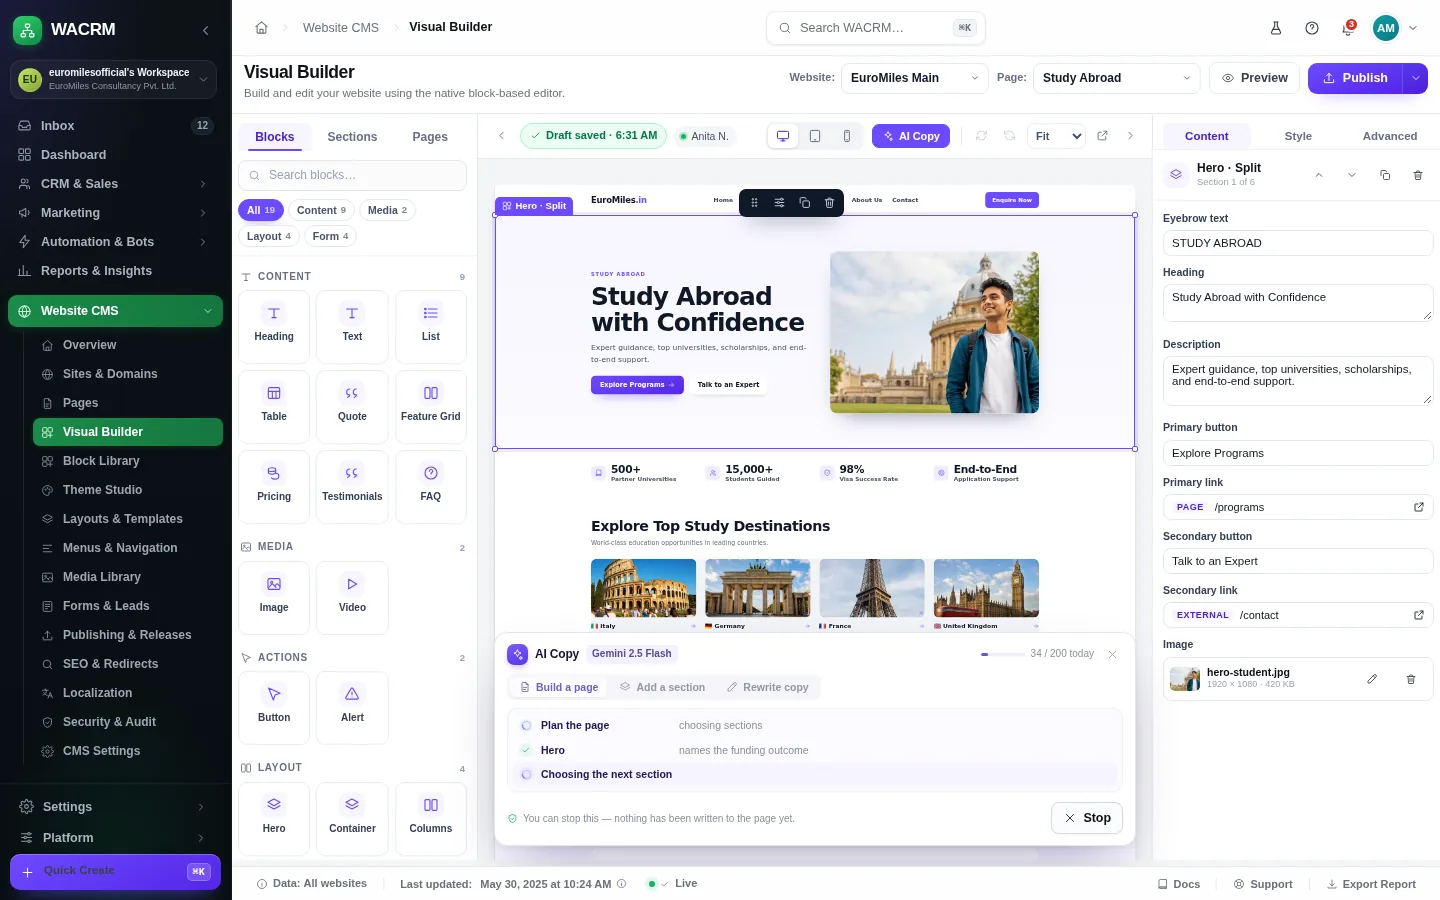 WACRM
Home
Website CMS
Visual Builder
Search WACRM…
⌘K
3
AM
EU
euromilesofficial's Workspace
EuroMiles Consultancy Pvt. Ltd.
Inbox
12
Dashboard
CRM & Sales
Marketing
Automation & Bots
Reports & Insights
Website CMS
Overview
Sites & Domains
Pages
Visual Builder
Block Library
Theme Studio
Layouts & Templates
Menus & Navigation
Media Library
Forms & Leads
Publishing & Releases
SEO & Redirects
Localization
Security & Audit
CMS Settings
Settings
Platform
Quick Create
⌘K
Visual Builder
Build and edit your website using the native block-based editor.
Website:
EuroMiles Main
Page:
Study Abroad
Preview
Publish
Blocks
Sections
Pages
Search blocks…
All 19
Content 9
Media 2
Layout 4
Form 4
CONTENT
9
Heading
Text
List
Table
Quote
Feature Grid
Pricing
Testimonials
FAQ
MEDIA
2
Image
Video
ACTIONS
2
Button
Alert
LAYOUT
4
Hero
Container
Columns
Draft saved · 6:31 AM
Anita N.
AI Copy
Fit
EuroMiles.in
Home
About Us
Contact
Enquire Now
Hero · Split
STUDY ABROAD
Study Abroad
with Confidence
Expert guidance, top universities, scholarships, and end-
to-end support.
Explore Programs →
Talk to an Expert
500+
Partner Universities
15,000+
Students Guided
98%
Visa Success Rate
End-to-End
Application Support
Explore Top Study Destinations
World-class education opportunities in leading countries.
Italy
Germany
France
United Kingdom
AI Copy
Gemini 2.5 Flash
34 / 200 today
Build a page
Add a section
Rewrite copy
Plan the page
choosing sections
Hero
names the funding outcome
Choosing the next section
You can stop this — nothing has been written to the page yet.
Stop
Content
Style
Advanced
Hero · Split
Section 1 of 6
Eyebrow text
STUDY ABROAD
Heading
Study Abroad with Confidence
Description
Expert guidance, top universities, scholarships,
and end-to-end support.
Primary button
Explore Programs
Primary link
PAGE
/programs
Secondary button
Talk to an Expert
Secondary link
EXTERNAL
/contact
Image
hero-student.jpg
1920 × 1080 · 420 KB
Data: All websites
Last updated: May 30, 2025 at 10:24 AM
Live
Docs
Support
Export Report